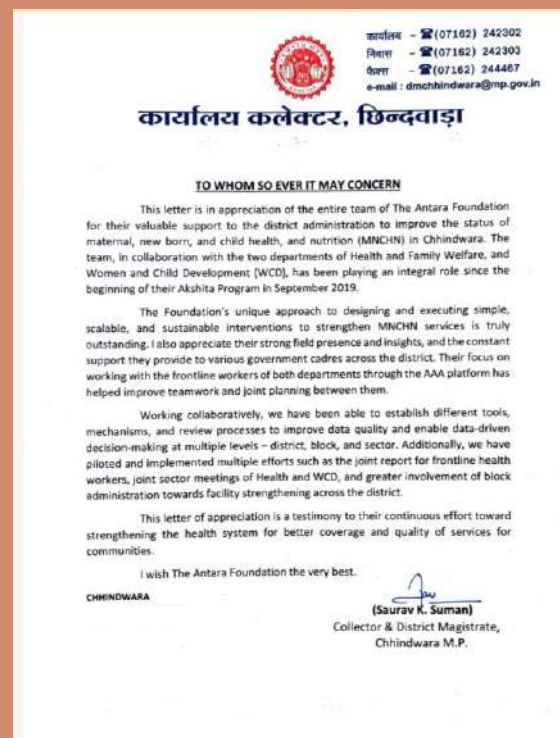 कार्यालय - ☎(07162) 242302
निवास - ☎(07162) 242303
फैक्स - ☎(07162) 244467
e-mail : dmchhindwara@mp.gov.in
कार्यालय कलेक्टर, छिन्दवाड़ा
TO WHOM SO EVER IT MAY CONCERN
This letter is in appreciation of the entire team of The Antara Foundation
for their valuable support to the district administration to improve the status of
maternal, new born, and child health, and nutrition (MNCHN) in Chhindwara. The
team, in collaboration with the two departments of Health and Family Welfare, and
Women and Child Development (WCD), has been playing an integral role since the
beginning of their Akshita Program in September 2019.
The Foundation's unique approach to designing and executing simple,
scalable, and sustainable interventions to strengthen MNCHN services is truly
outstanding. I also appreciate their strong field presence and insights, and the constant
support they provide to various government cadres across the district. Their focus on
working with the frontline workers of both departments through the AAA platform has
helped improve teamwork and joint planning between them.
Working collaboratively, we have been able to establish different tools,
mechanisms, and review processes to improve data quality and enable data-driven
decision-making at multiple levels – district, block, and sector. Additionally, we have
piloted and implemented multiple efforts such as the joint report for frontline health
workers, joint sector meetings of Health and WCD, and greater involvement of block
administration towards facility strengthening across the district.
This letter of appreciation is a testimony to their continuous effort toward
strengthening the health system for better coverage and quality of services for
communities.
I wish The Antara Foundation the very best.
CHHINDWARA
(Saurav K. Suman)
Collector & District Magistrate,
Chhindwara M.P.